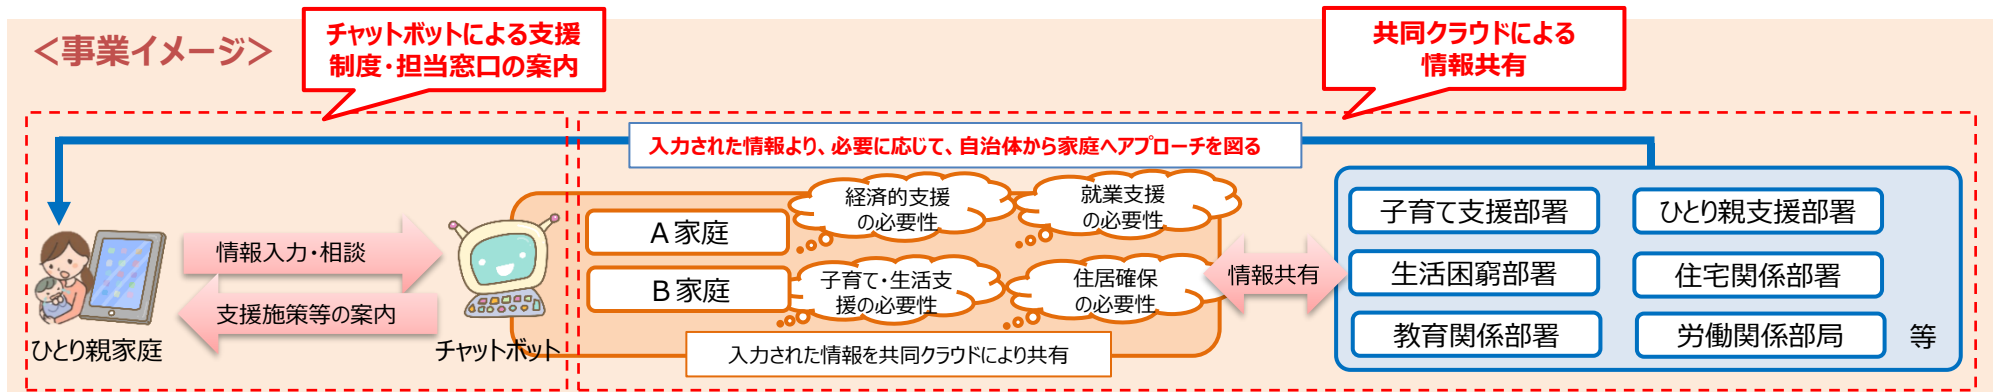 ＜事業イメージ＞
チャットボットによる支援
制度・担当窓口の案内
共同クラウドによる
情報共有
入力された情報より、必要に応じて、自治体から家庭へアプローチを図る
情報入力・相談
支援施策等の案内
ひとり親家庭
チャットボット
Ａ家庭
Ｂ家庭
経済的支援
の必要性
就業支援
の必要性
子育て・生活支
援の必要性
住居確保
の必要性
入力された情報を共同クラウドにより共有
情報共有
子育て支援部署
ひとり親支援部署
生活困窮部署
住宅関係部署
教育関係部署
労働関係部局
等